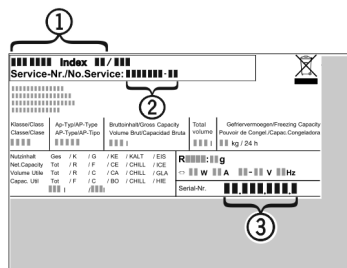 1
Index /
Service-Nr./No.Service: -
2
Klasse/Class Ap-Typ/AP-Type Bruttoinhalt/Gross Capacity Total Gefriervermoegen/Freezing Capacity
Classe/Clase AP-Type/AP-Tipo Volume Brut/Capacidad Bruta volume Pouvoir de Congel./Capac.Congeladora
l l kg / 24 h
Nutzinhalt Ges / K / G / KE / KALT / EIS
Net.Capacity Tot / R / F / CE / CHILL / ICE
Volume Utile Tot / R / C / CA / CHILL / GLA
Capac. Util Tot / F / C / BO / CHILL / HIE
l / l
R : g
W A - V Hz
Serial-Nr. . . .
3